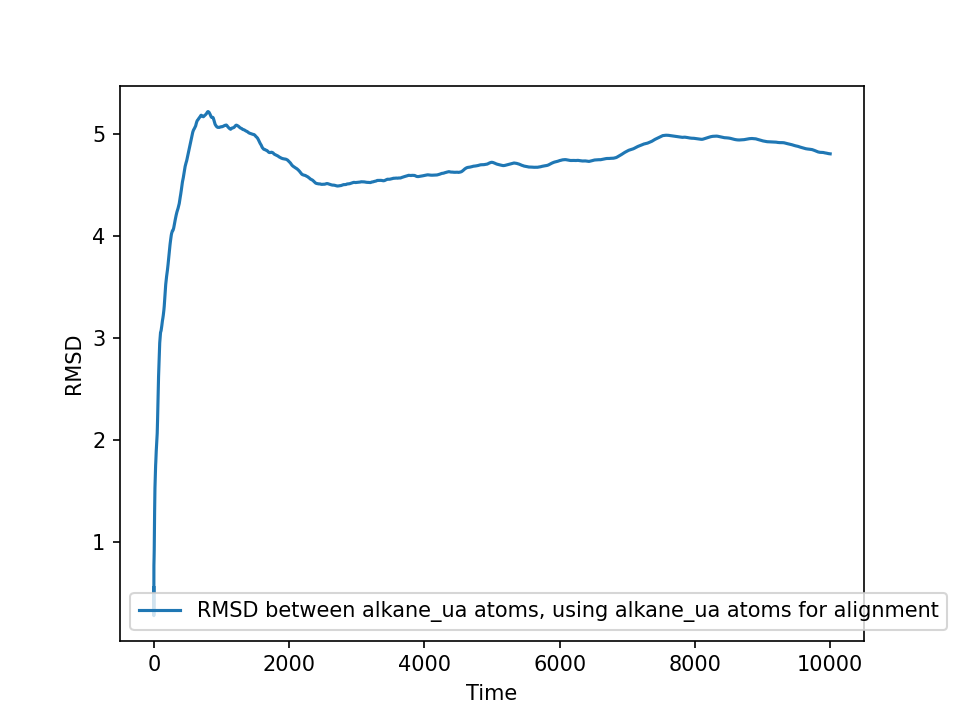 5
4
3
2
1
RMSD
RMSD between alkane_ua atoms, using alkane_ua atoms for alignment
0 2000 4000 6000 8000 10000
Time